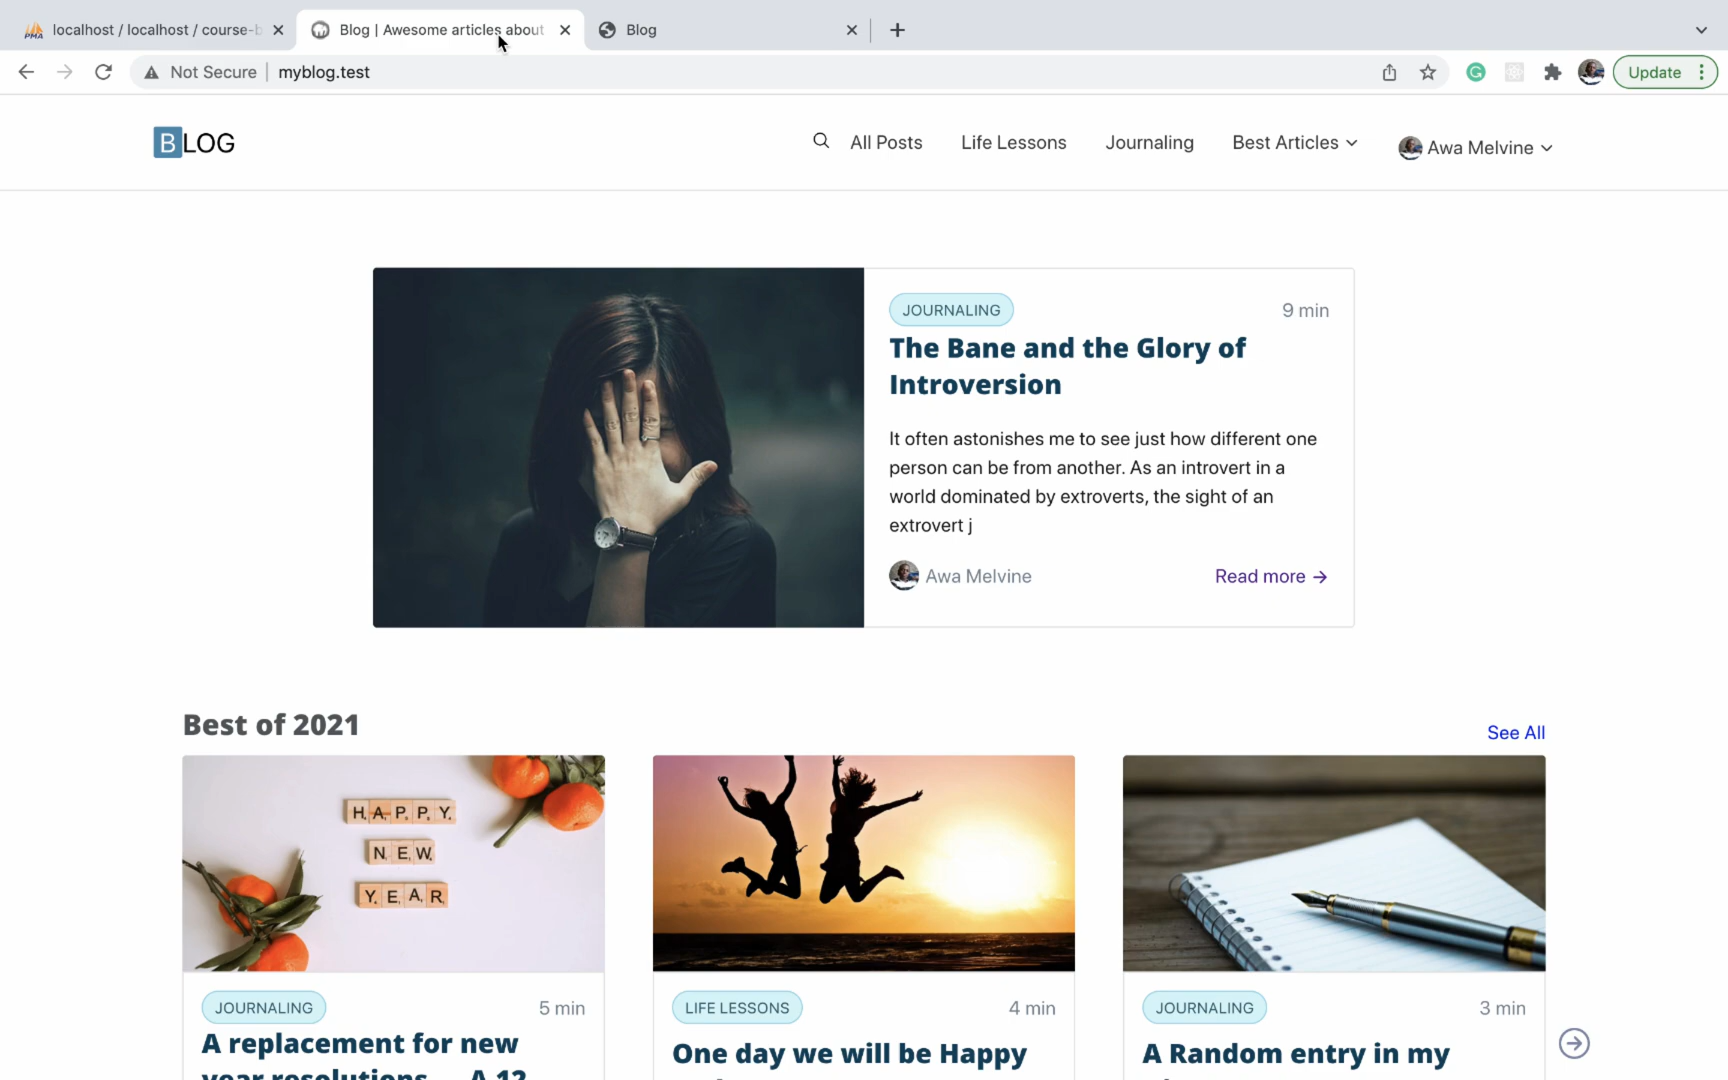 localhost / localhost / course-b
Blog | Awesome articles about
Blog
Not Secure
myblog.test
Update
BLOG
All Posts
Life Lessons
Journaling
Best Articles
Awa Melvine
JOURNALING
9 min
The Bane and the Glory of
Introversion
It often astonishes me to see just how different one
person can be from another. As an introvert in a
world dominated by extroverts, the sight of an
extrovert j
Awa Melvine
Read more →
Best of 2021
See All
HAPPY
NEW
YEAR
JOURNALING
5 min
A replacement for new
year resolutions
A 12
LIFE LESSONS
4 min
One day we will be Happy
JOURNALING
3 min
A Random entry in my